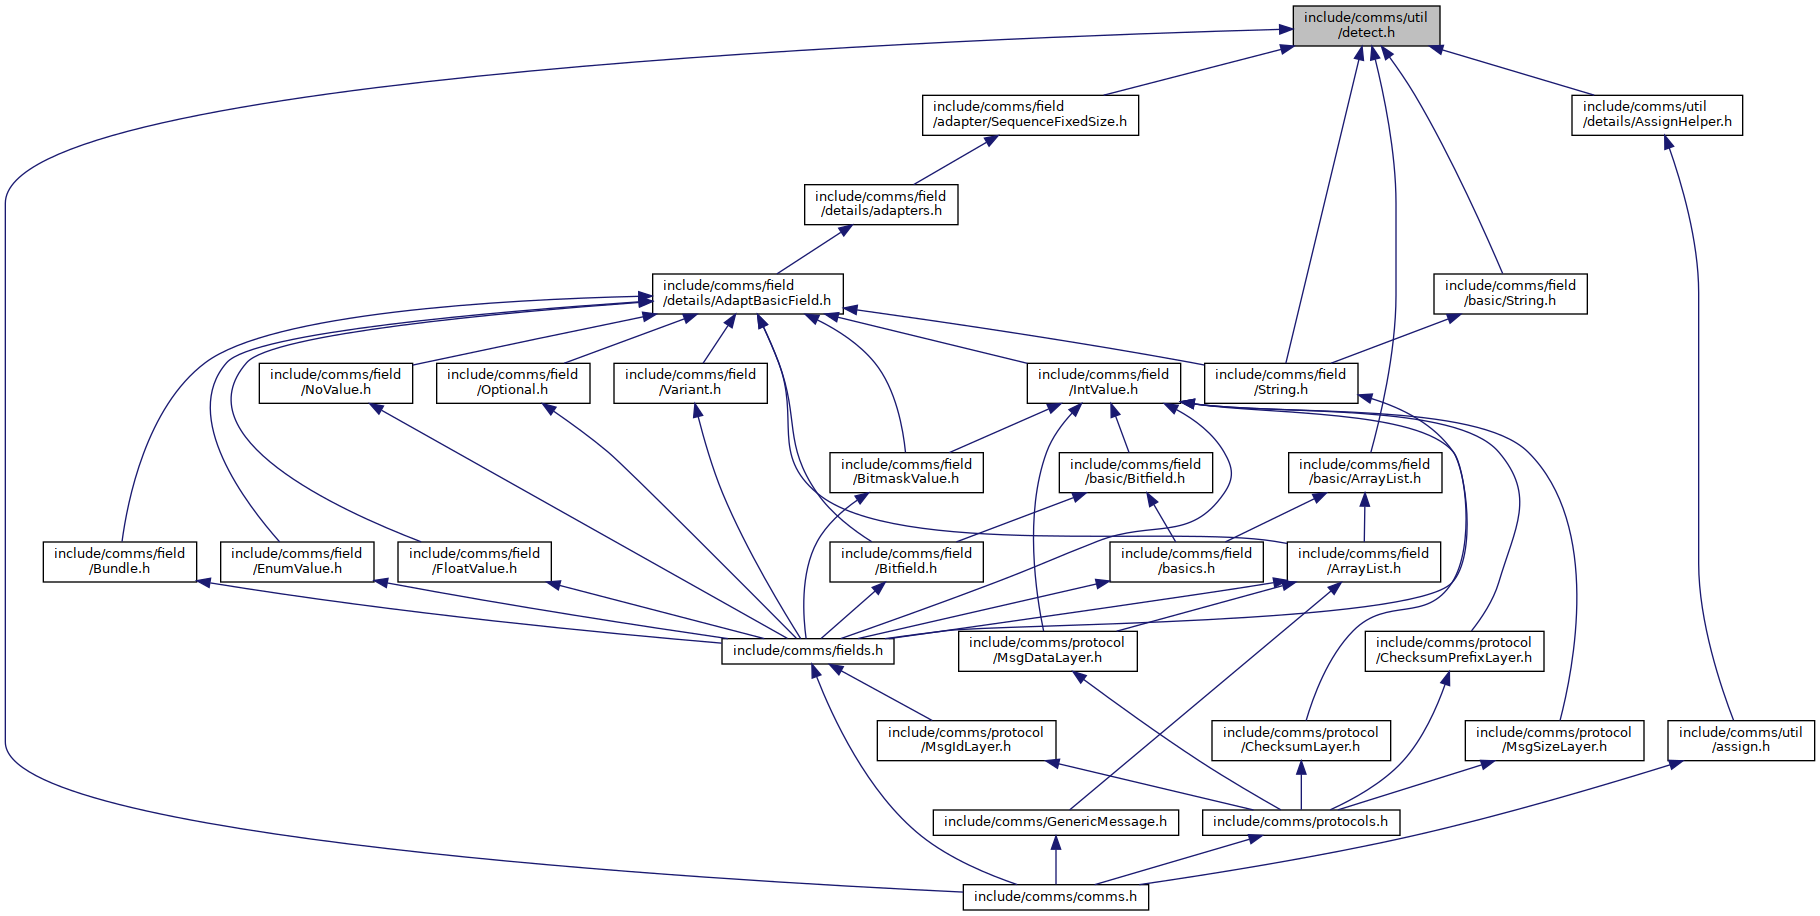 include/comms/util
/detect.h
include/comms/field
/adapter/SequenceFixedSize.h
include/comms/util
/details/AssignHelper.h
include/comms/field
/details/adapters.h
include/comms/field
/details/AdaptBasicField.h
include/comms/field
/basic/String.h
include/comms/field
/NoValue.h
include/comms/field
/Optional.h
include/comms/field
/Variant.h
include/comms/field
/IntValue.h
include/comms/field
/String.h
include/comms/field
/BitmaskValue.h
include/comms/field
/basic/Bitfield.h
include/comms/field
/basic/ArrayList.h
include/comms/field
/Bundle.h
include/comms/field
/EnumValue.h
include/comms/field
/FloatValue.h
include/comms/field
/Bitfield.h
include/comms/field
/basics.h
include/comms/field
/ArrayList.h
include/comms/fields.h
include/comms/protocol
/MsgDataLayer.h
include/comms/protocol
/ChecksumPrefixLayer.h
include/comms/protocol
/MsgIdLayer.h
include/comms/protocol
/ChecksumLayer.h
include/comms/protocol
/MsgSizeLayer.h
include/comms/util
/assign.h
include/comms/GenericMessage.h
include/comms/protocols.h
include/comms/comms.h